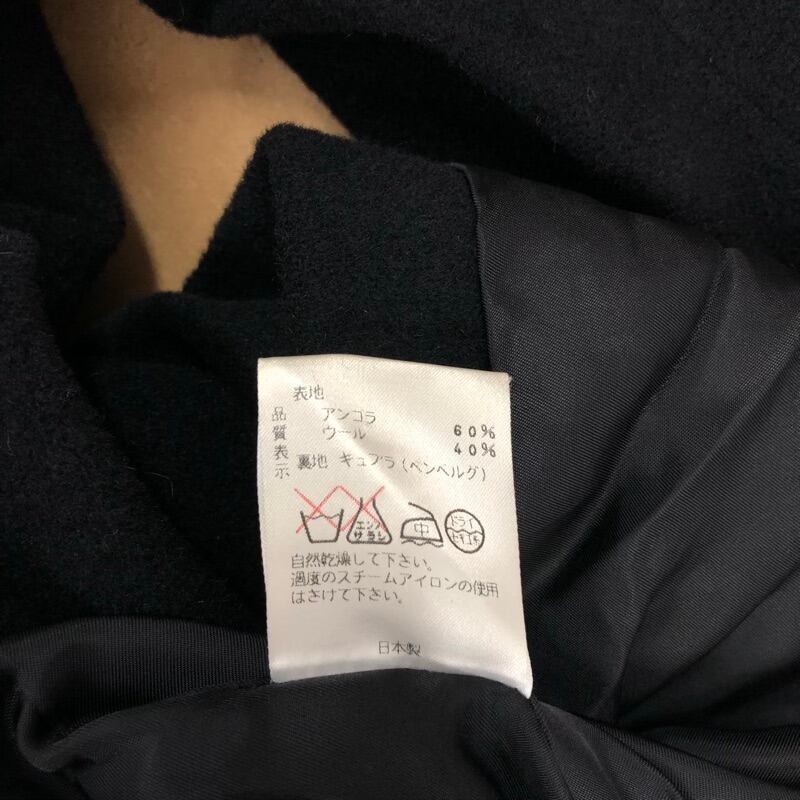 表地
品質表示
アンゴラ 60%
ウール 40%
裏地 キュプラ(ベンベルグ)
エンソ
サラシ
中
ドライ
セキユ系
自然乾燥して下さい。
過度のスチームアイロンの使用
はさけて下さい。
日本製